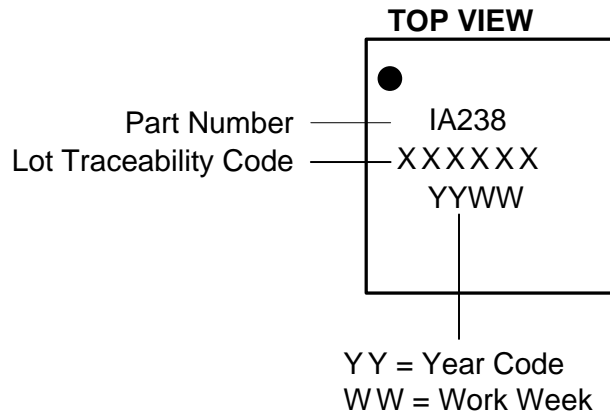 TOP VIEW
Part Number
IA238
Lot Traceability Code
XXXXXX
YYWW
YY = Year Code
WW = Work Week